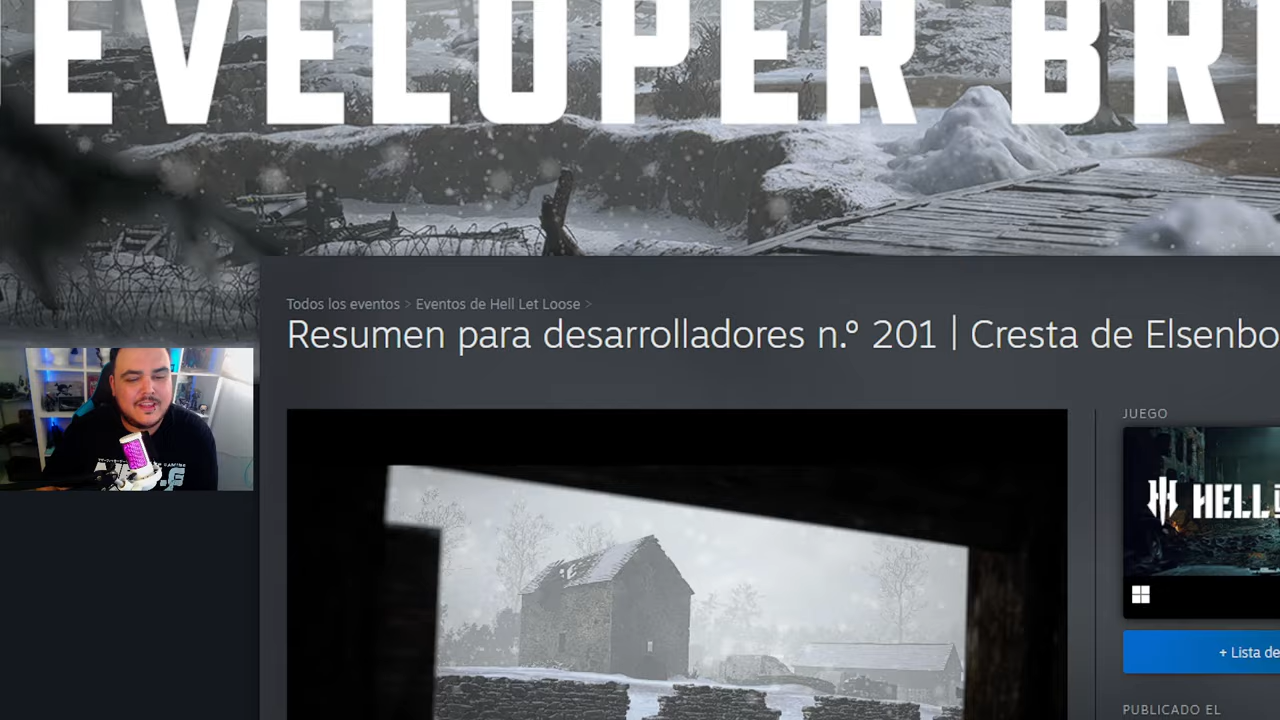 EVELOPER BRI
Todos los eventos > Eventos de Hell Let Loose >
Resumen para desarrolladores n.º 201 | Cresta de Elsenbo
JUEGO
HELL
+ Lista de
PUBLICADO EL